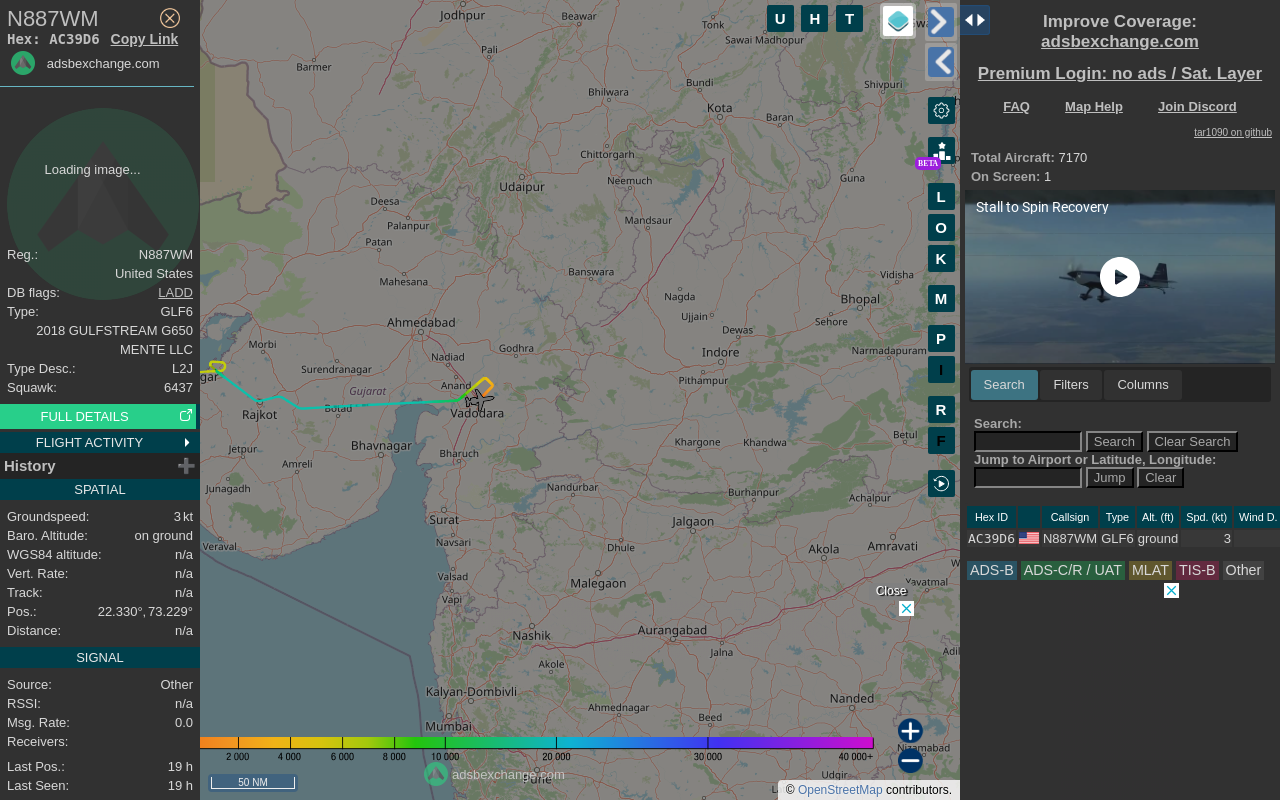 N887WM
Hex: AC39D6 Copy Link
adsbexchange.com
Loading image...
Reg.: N887WM
United States
DB flags: LADD
Type: GLF6
2018 GULFSTREAM G650
MENTE LLC
Type Desc.: L2J
Squawk: 6437
FULL DETAILS
FLIGHT ACTIVITY
History
SPATIAL
Groundspeed: 3 kt
Baro. Altitude: on ground
WGS84 altitude: n/a
Vert. Rate: n/a
Track: n/a
Pos.: 22.330°, 73.229°
Distance: n/a
SIGNAL
Source: Other
RSSI: n/a
Msg. Rate: 0.0
Receivers:
Last Pos.: 19 h
Last Seen: 19 h
U H T
Jodhpur
Beawar
Tonk
Sawai Madhopur
Pali
Barmer
Bhilwara
Bundi
Shivpuri
Kota
Baran
Chittorgarh
BETA
Udaipur
Neemuch
Guna
Deesa
Palanpur
Mandsaur
Patan
Mahesana
Banswara
Vidisha
Nagda
Bhopal
Ujjain
Sehore
Ahmedabad
Dewas
Morbi
Nadiad
Godhra
Indore
Narmadapuram
Surendranagar
Anand
Pithampur
Gujarat
Rajkot
Botad
Vadodara
Jetpur
Bhavnagar
Bharuch
Khargone
Khandwa
Betul
Amreli
Junagadh
Nandurbar
Burhanpur
Achalpur
Surat
Jalgaon
Veraval
Navsari
Dhule
Akola
Amravati
Valsad
Malegaon
Yavatmal
Vapi
Close
Nashik
Aurangabad
Jalna
Akole
Kalyan-Dombivli
Ahmednagar
Beed
Nanded
Mumbai
Nizamabad
Pune
Udgir
L
O
K
M
P
I
R
F
2 000 4 000 6 000 8 000 10 000 20 000 30 000 40 000+
50 NM
adsbexchange.com
© OpenStreetMap contributors.
Improve Coverage:
adsbexchange.com
Premium Login: no ads / Sat. Layer
FAQ Map Help Join Discord
tar1090 on github
Total Aircraft: 7170
On Screen: 1
Stall to Spin Recovery
Search Filters Columns
Search:
Search Clear Search
Jump to Airport or Latitude, Longitude:
Jump Clear
Hex ID Callsign Type Alt. (ft) Spd. (kt) Wind D.
AC39D6 N887WM GLF6 ground 3
ADS-B ADS-C/R / UAT MLAT TIS-B Other